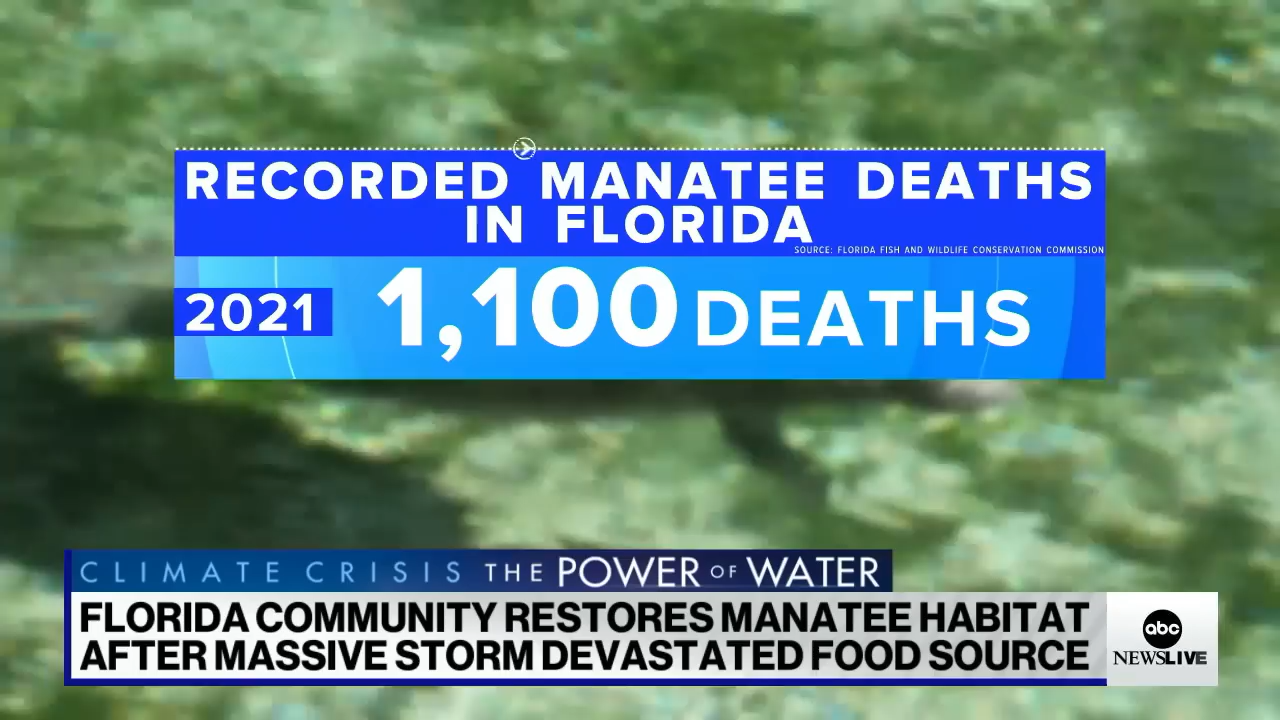 RECORDED MANATEE DEATHS
IN FLORIDA
SOURCE: FLORIDA FISH AND WILDLIFE CONSERVATION COMMISSION
2021 1,100 DEATHS
CLIMATE CRISIS THE POWER OF WATER
FLORIDA COMMUNITY RESTORES MANATEE HABITAT
AFTER MASSIVE STORM DEVASTATED FOOD SOURCE
abc
NEWSLIVE